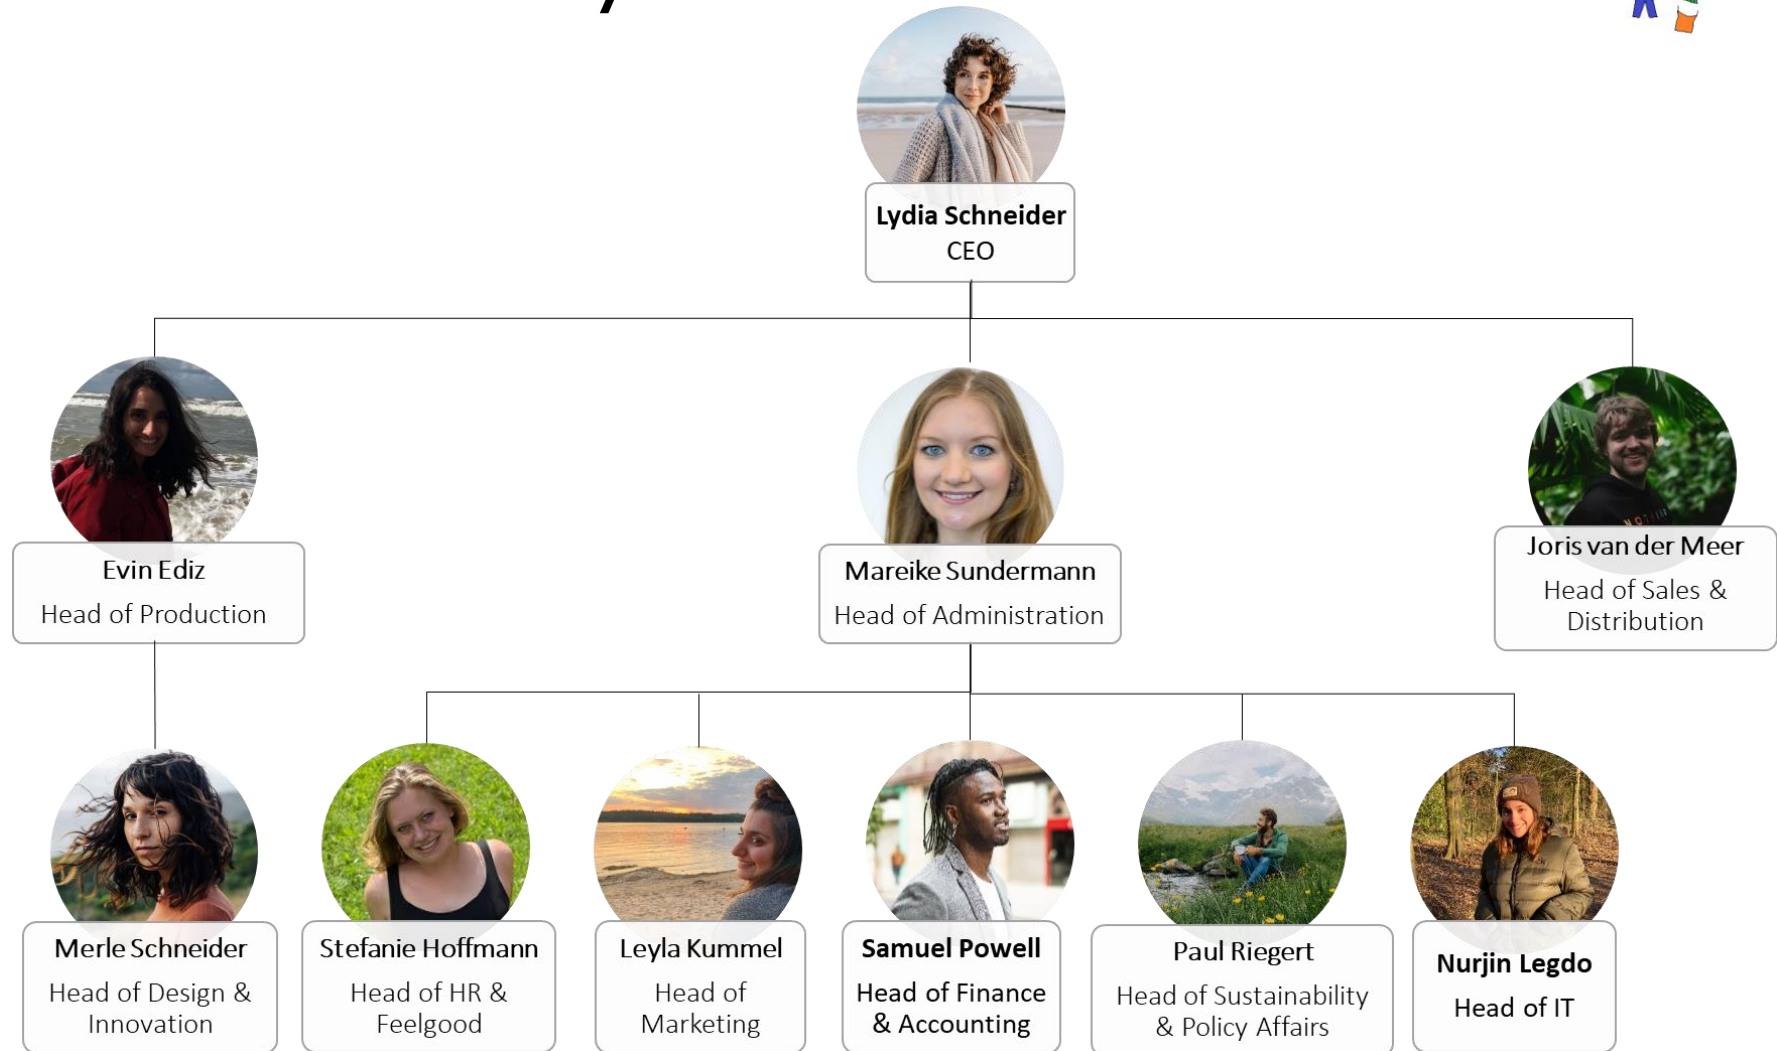 Lydia Schneider
CEO
Evin Ediz
Head of Production
Mareike Sundermann
Head of Administration
Joris van der Meer
Head of Sales &
Distribution
Merle Schneider
Head of Design &
Innovation
Stefanie Hoffmann
Head of HR &
Feelgood
Leyla Kummel
Head of
Marketing
Samuel Powell
Head of Finance
& Accounting
Paul Riegert
Head of Sustainability
& Policy Affairs
Nurjin Legdo
Head of IT